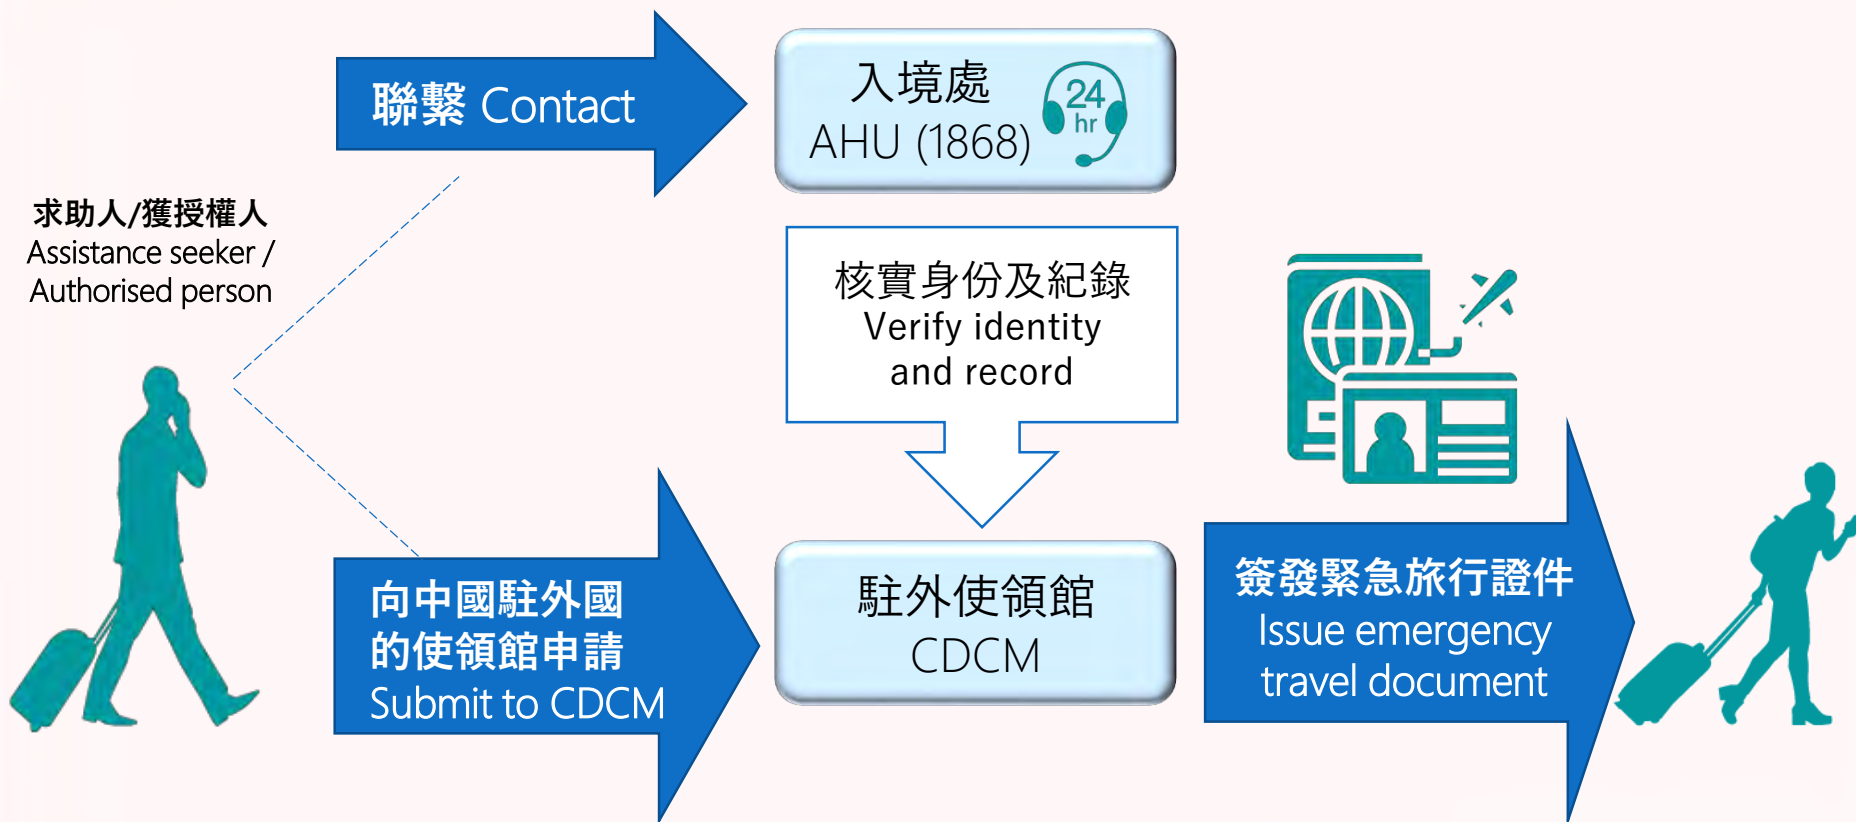 求助人/獲授權人
Assistance seeker /
Authorised person
聯繫 Contact
入境處
AHU (1868)
24
hr
核實身份及紀錄
Verify identity
and record
向中國駐外國
的使領館申請
Submit to CDCM
駐外使領館
CDCM
簽發緊急旅行證件
Issue emergency
travel document